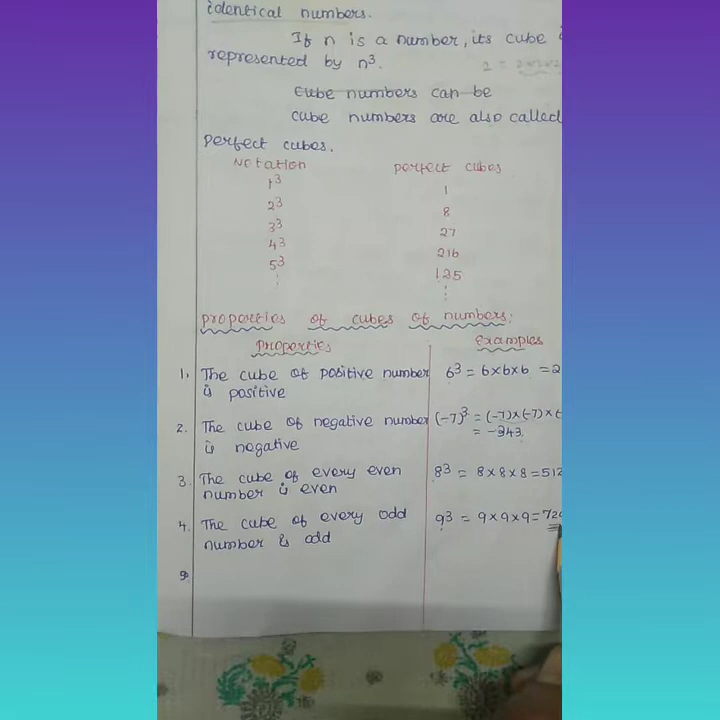 identical numbers.
If n is a number, its cube
represented by n³.
cube numbers can be
cube numbers are also called
perfect cubes.
Notation perfect cubes
1³ 1
2³ 8
3³ 27
4³ 216
5³ 125
properties of cubes of numbers:
properties Examples
1. The cube of positive number 6³ = 6×6×6 = 2
is positive
2. The cube of negative number (-7)³ = (-7)×(-7)×(
is negative = -343.
3. The cube of every even 8³ = 8×8×8=512
number is even
4. The cube of every odd 9³ = 9×9×9=72
number is odd